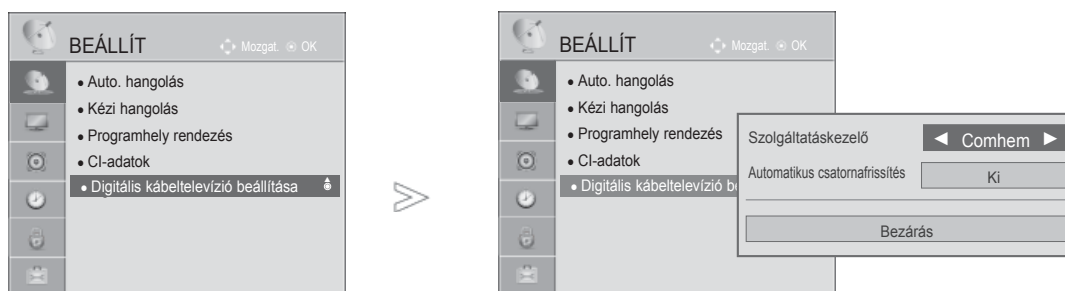 BEÁLLÍT
Mozgat. OK
• Auto. hangolás
• Kézi hangolás
• Programhely rendezés
• CI-adatok
• Digitális kábeltelevízió beállítása
BEÁLLÍT
Mozgat. OK
• Auto. hangolás
• Kézi hangolás
• Programhely rendezés
• CI-adatok
• Digitális kábeltelevízió be
Szolgáltatáskezelő
◄ Comhem ►
Automatikus csatornafrissítés
Ki
Bezárás